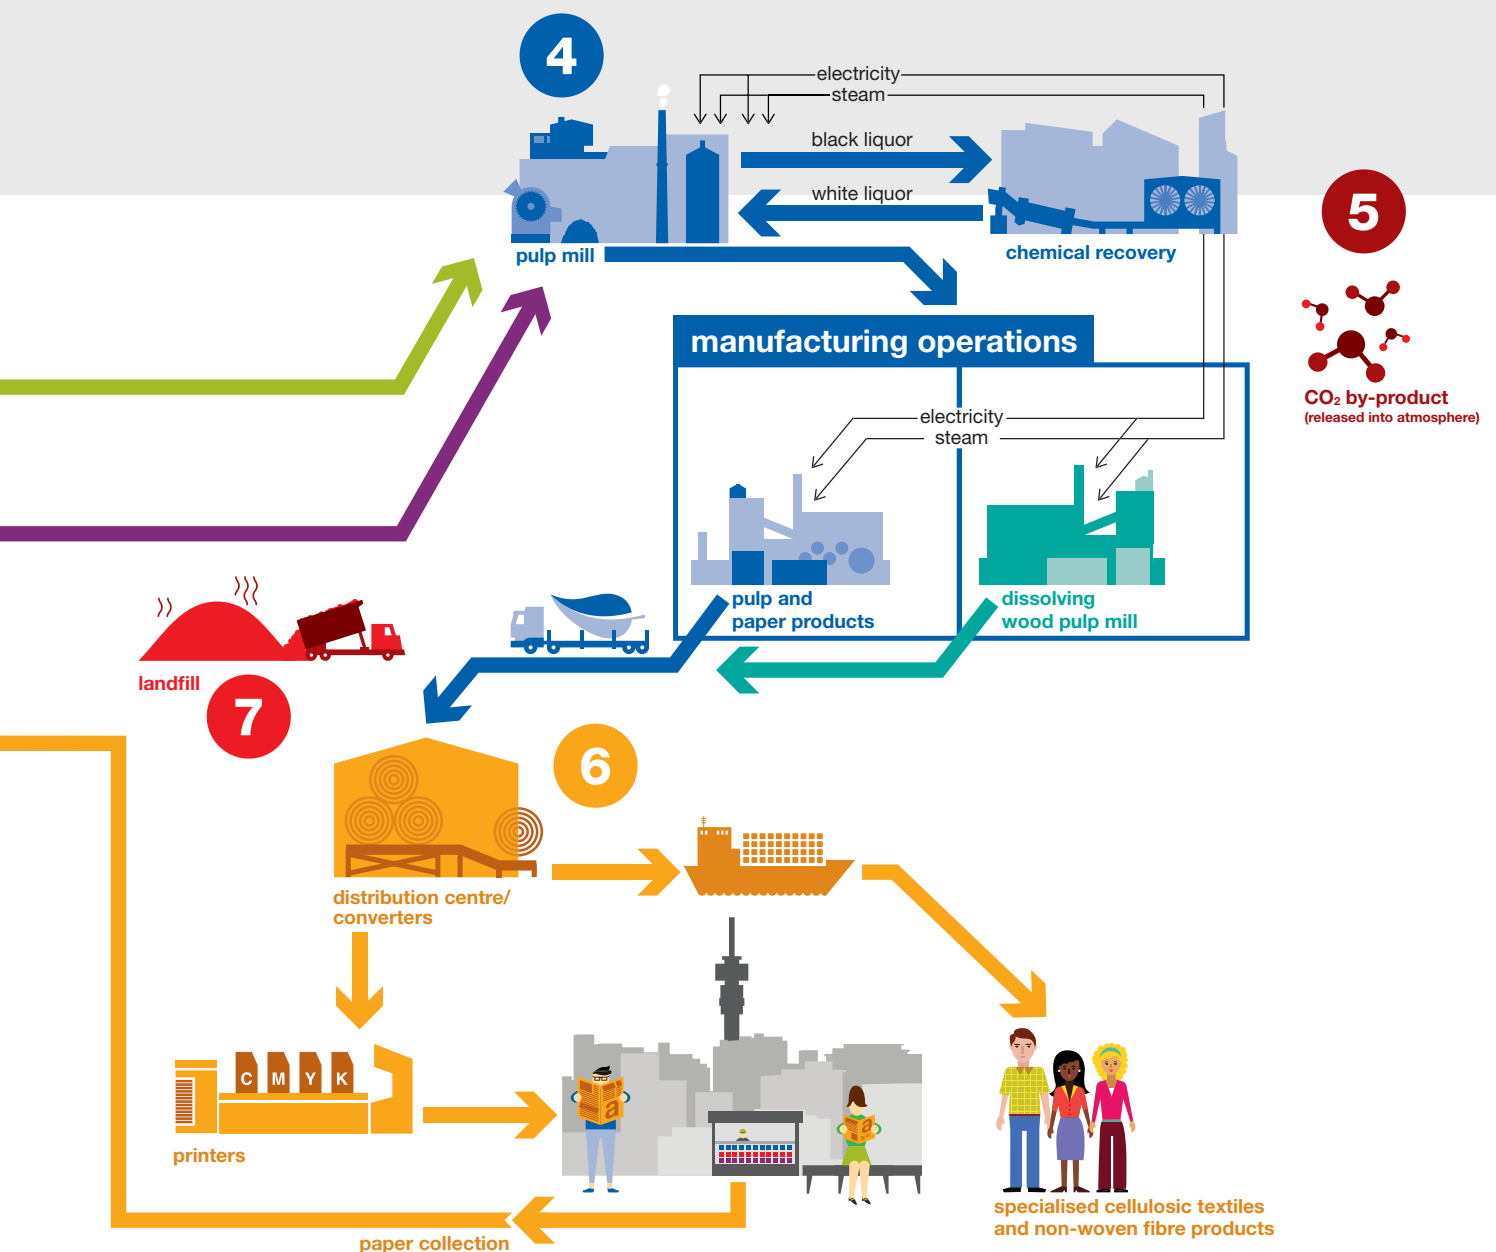 4
electricity
steam
black liquor
white liquor
5
pulp mill
chemical recovery
manufacturing operations
CO₂ by-product
(released into atmosphere)
electricity
steam
pulp and
paper products
dissolving
wood pulp mill
landfill
7
6
distribution centre/
converters
C M Y K
a
a
printers
specialised cellulosic textiles
and non-woven fibre products
paper collection